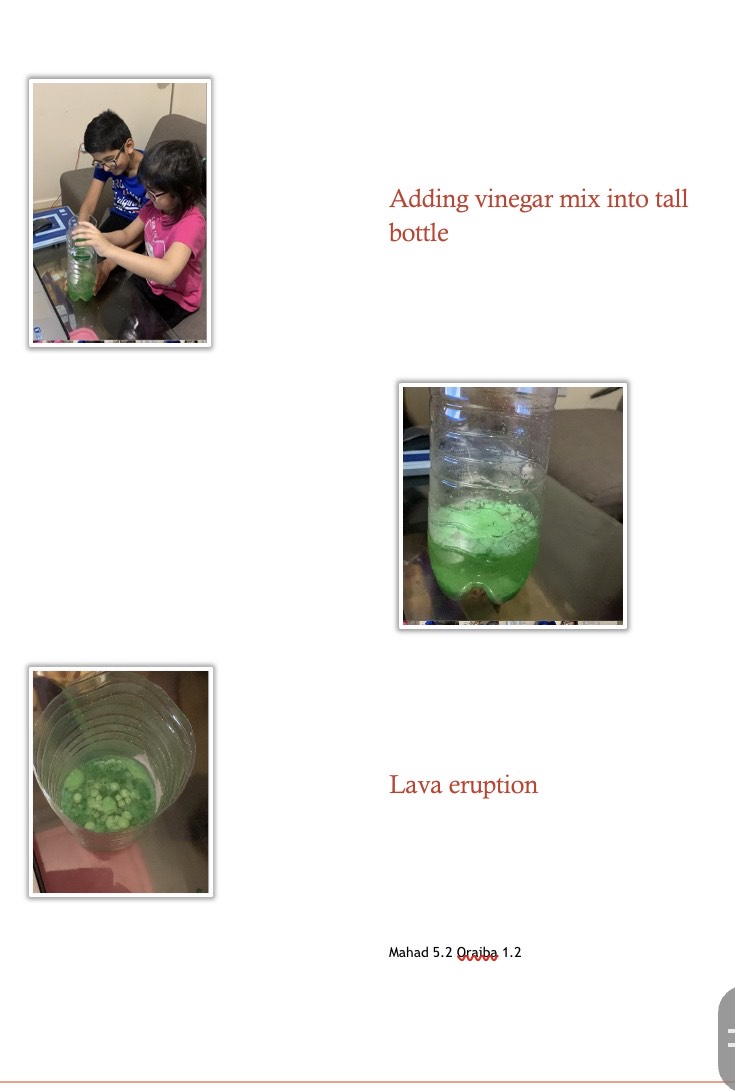 Adding vinegar mix into tall
bottle
Lava eruption
Mahad 5.2 Oraiba 1.2